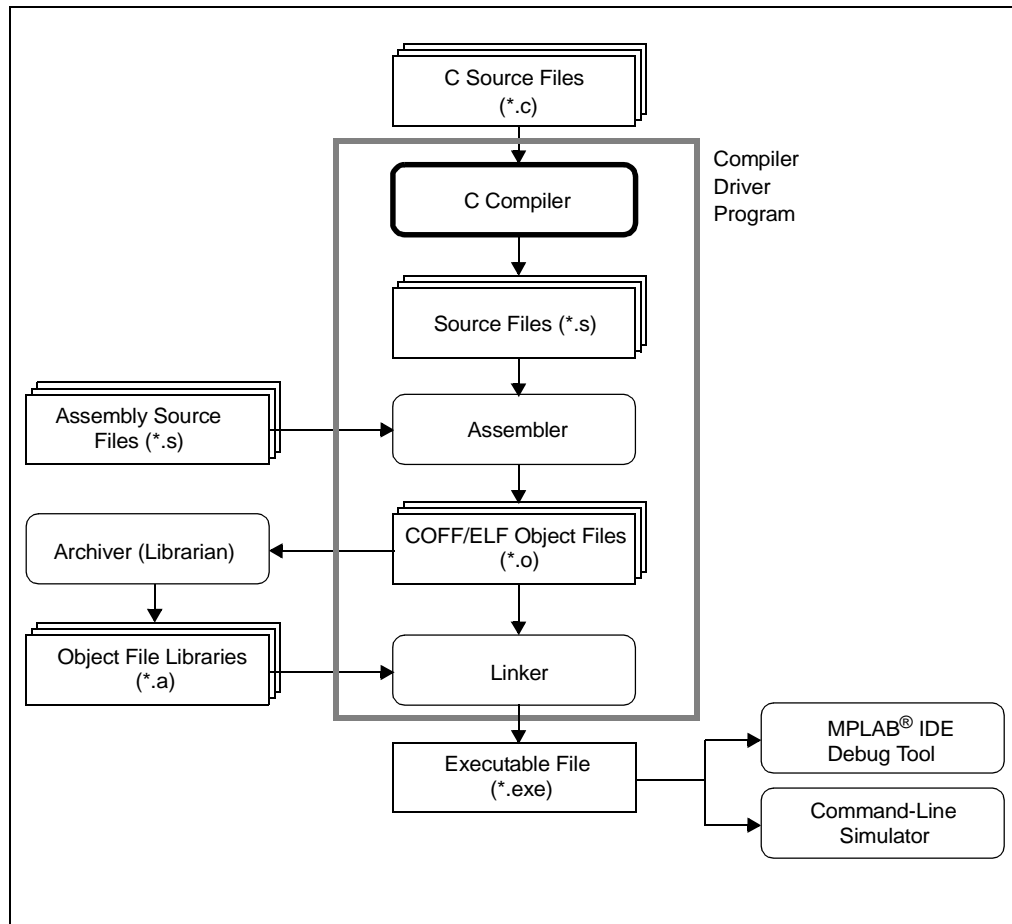 C Source Files
(*.c)
Compiler
Driver
Program
C Compiler
Source Files (*.s)
Assembly Source
Files (*.s)
Assembler
COFF/ELF Object Files
(*.o)
Archiver (Librarian)
Object File Libraries
(*.a)
Linker
Executable File
(*.exe)
MPLAB® IDE
Debug Tool
Command-Line
Simulator